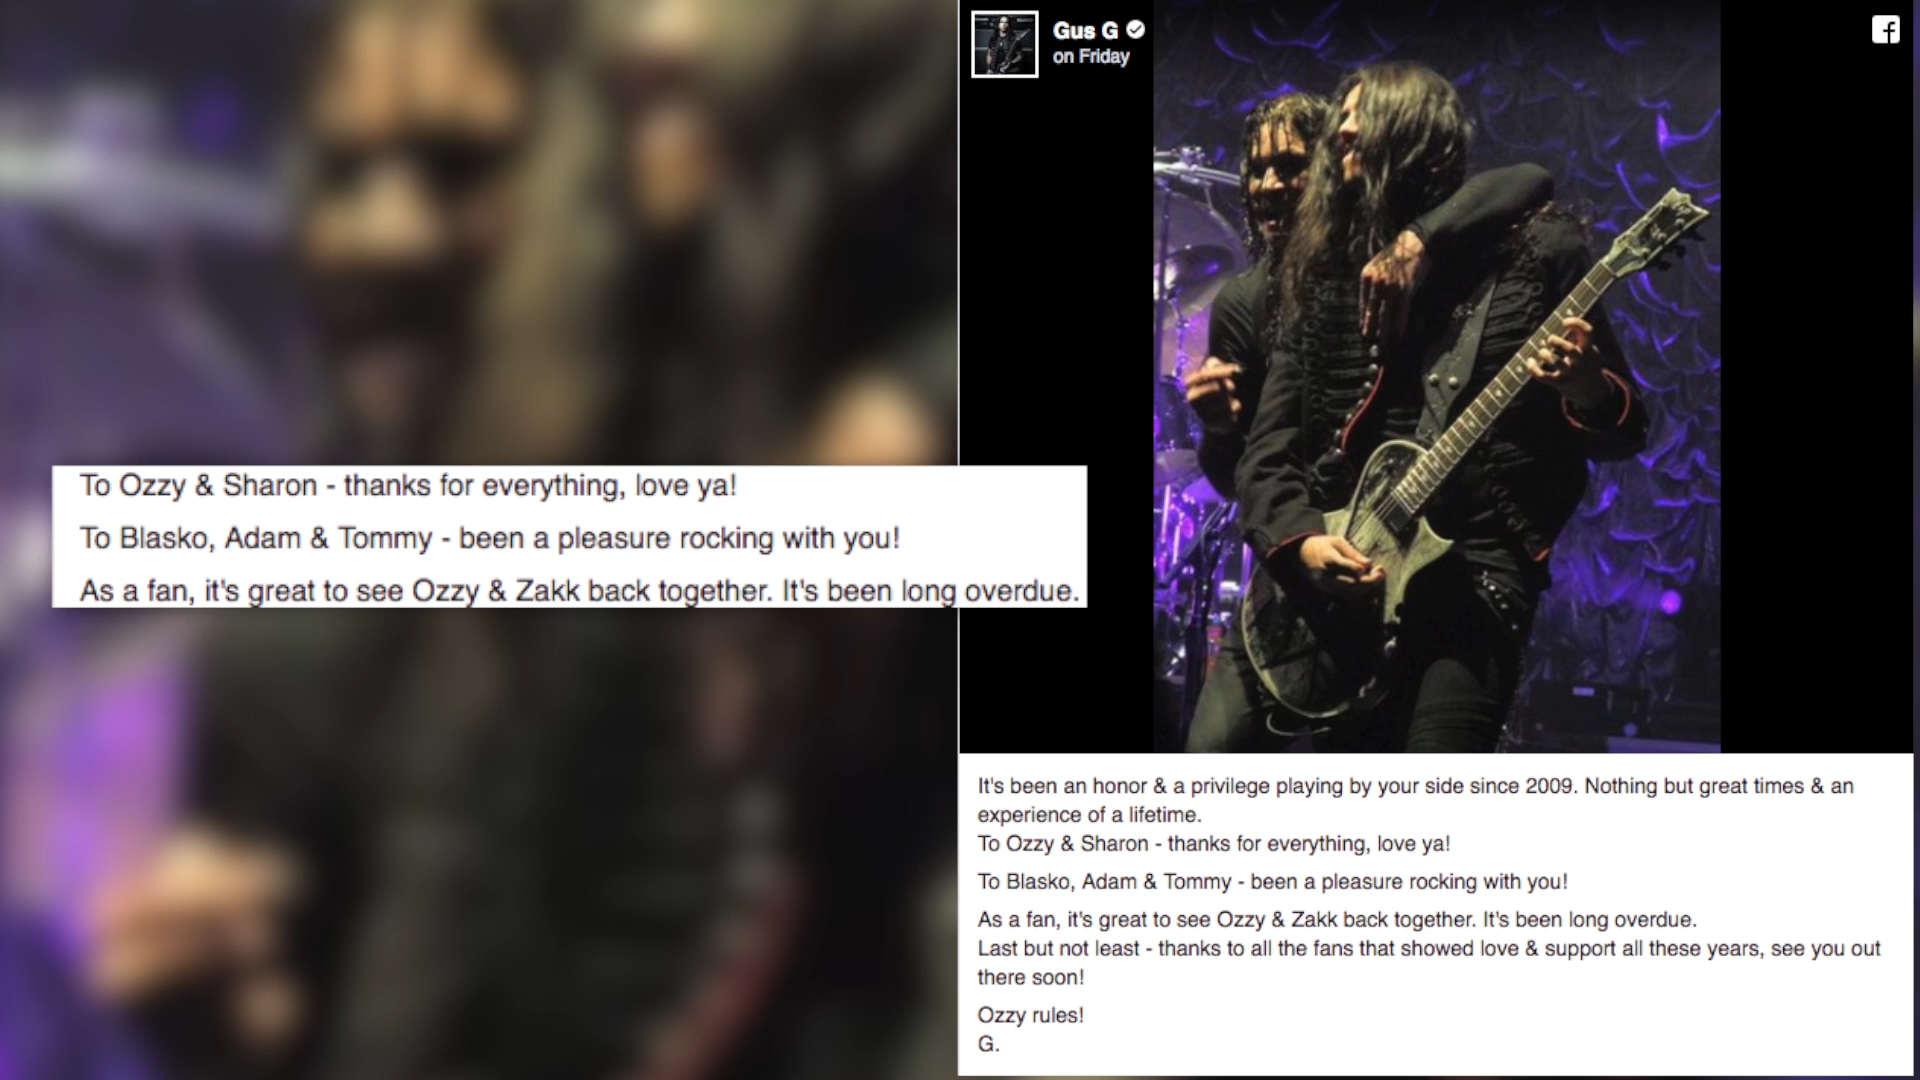 To Ozzy & Sharon - thanks for everything, love ya!
To Blasko, Adam & Tommy - been a pleasure rocking with you!
As a fan, it's great to see Ozzy & Zakk back together. It's been long overdue.
Gus G
on Friday
It's been an honor & a privilege playing by your side since 2009. Nothing but great times & an
experience of a lifetime.
To Ozzy & Sharon - thanks for everything, love ya!
To Blasko, Adam & Tommy - been a pleasure rocking with you!
As a fan, it's great to see Ozzy & Zakk back together. It's been long overdue.
Last but not least - thanks to all the fans that showed love & support all these years, see you out
there soon!
Ozzy rules!
G.